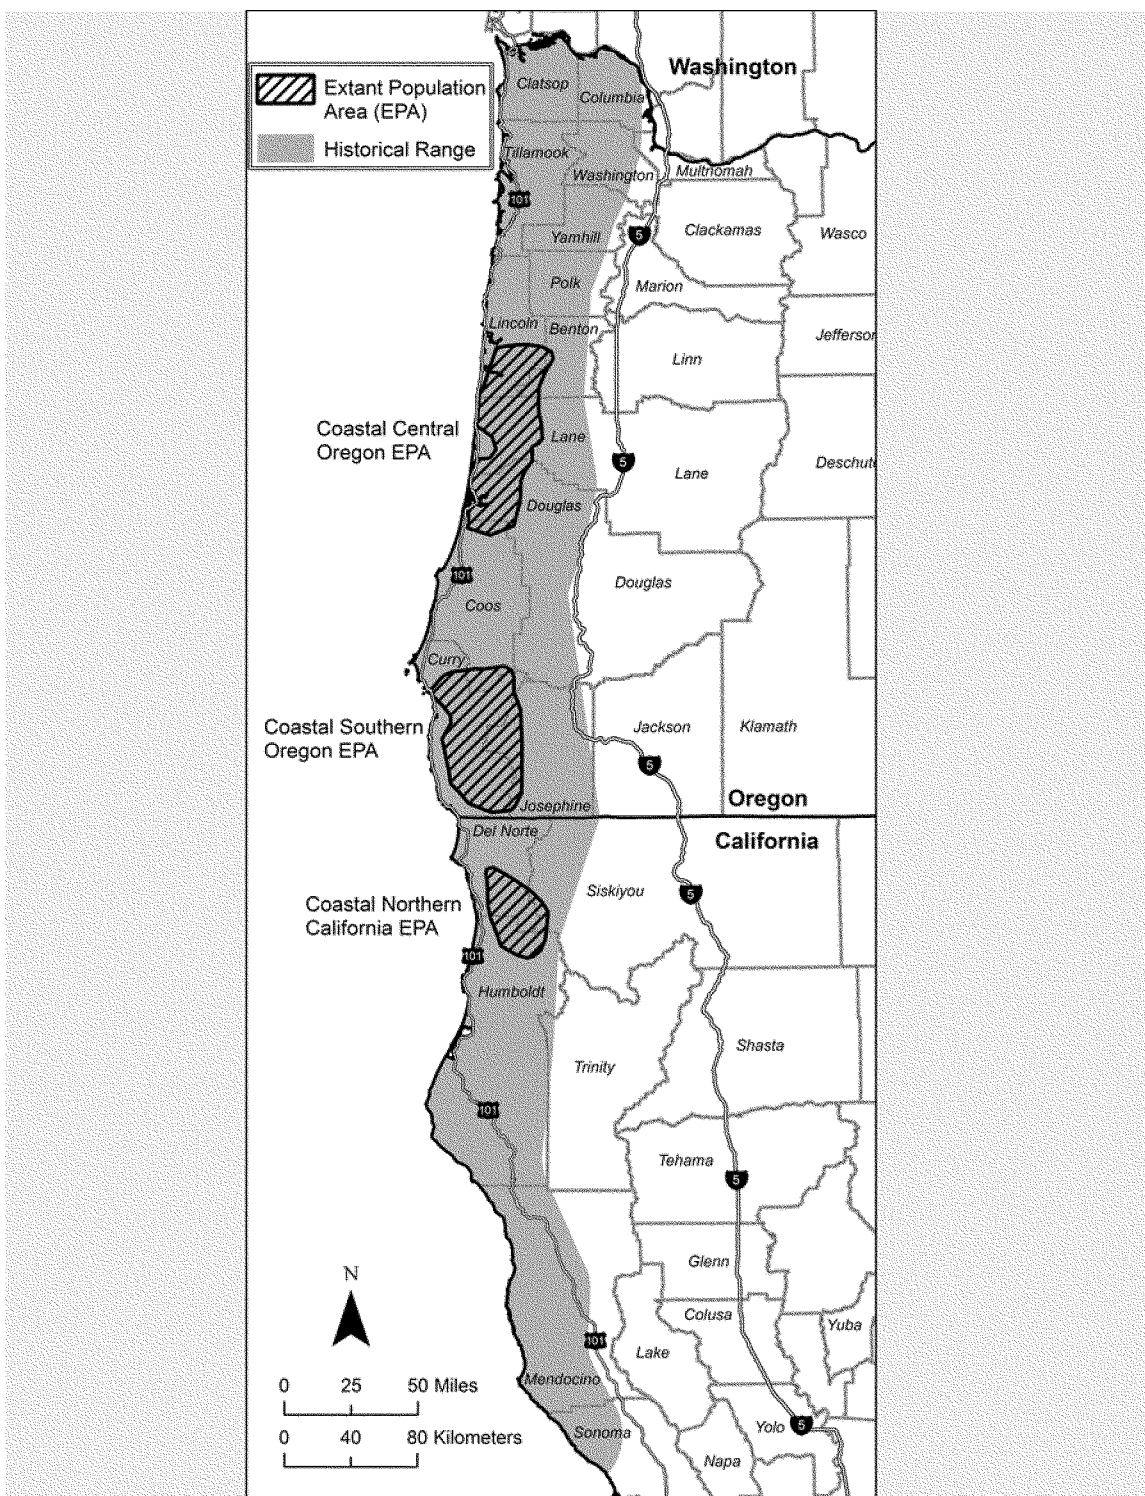 Washington
Extant Population
Area (EPA)
Historical Range
Clatsop
Columbia
Tillamook
Washington
Multnomah
101
5
Clackamas
Wasco
Yamhill
Polk
Marion
Lincoln
Benton
Jefferson
Linn
Coastal Central
Oregon EPA
Lane
5
Lane
Deschute
Douglas
101
Douglas
Coos
Curry
Coastal Southern
Oregon EPA
Jackson
Klamath
5
Josephine
Oregon
Del Norte
California
Siskiyou
5
Coastal Northern
California EPA
101
Humboldt
Shasta
Trinity
101
Tehama
5
Glenn
N
Colusa
Yuba
101
Lake
Mendocino
0 25 50 Miles
Sonoma
Yolo
5
0 40 80 Kilometers
Napa